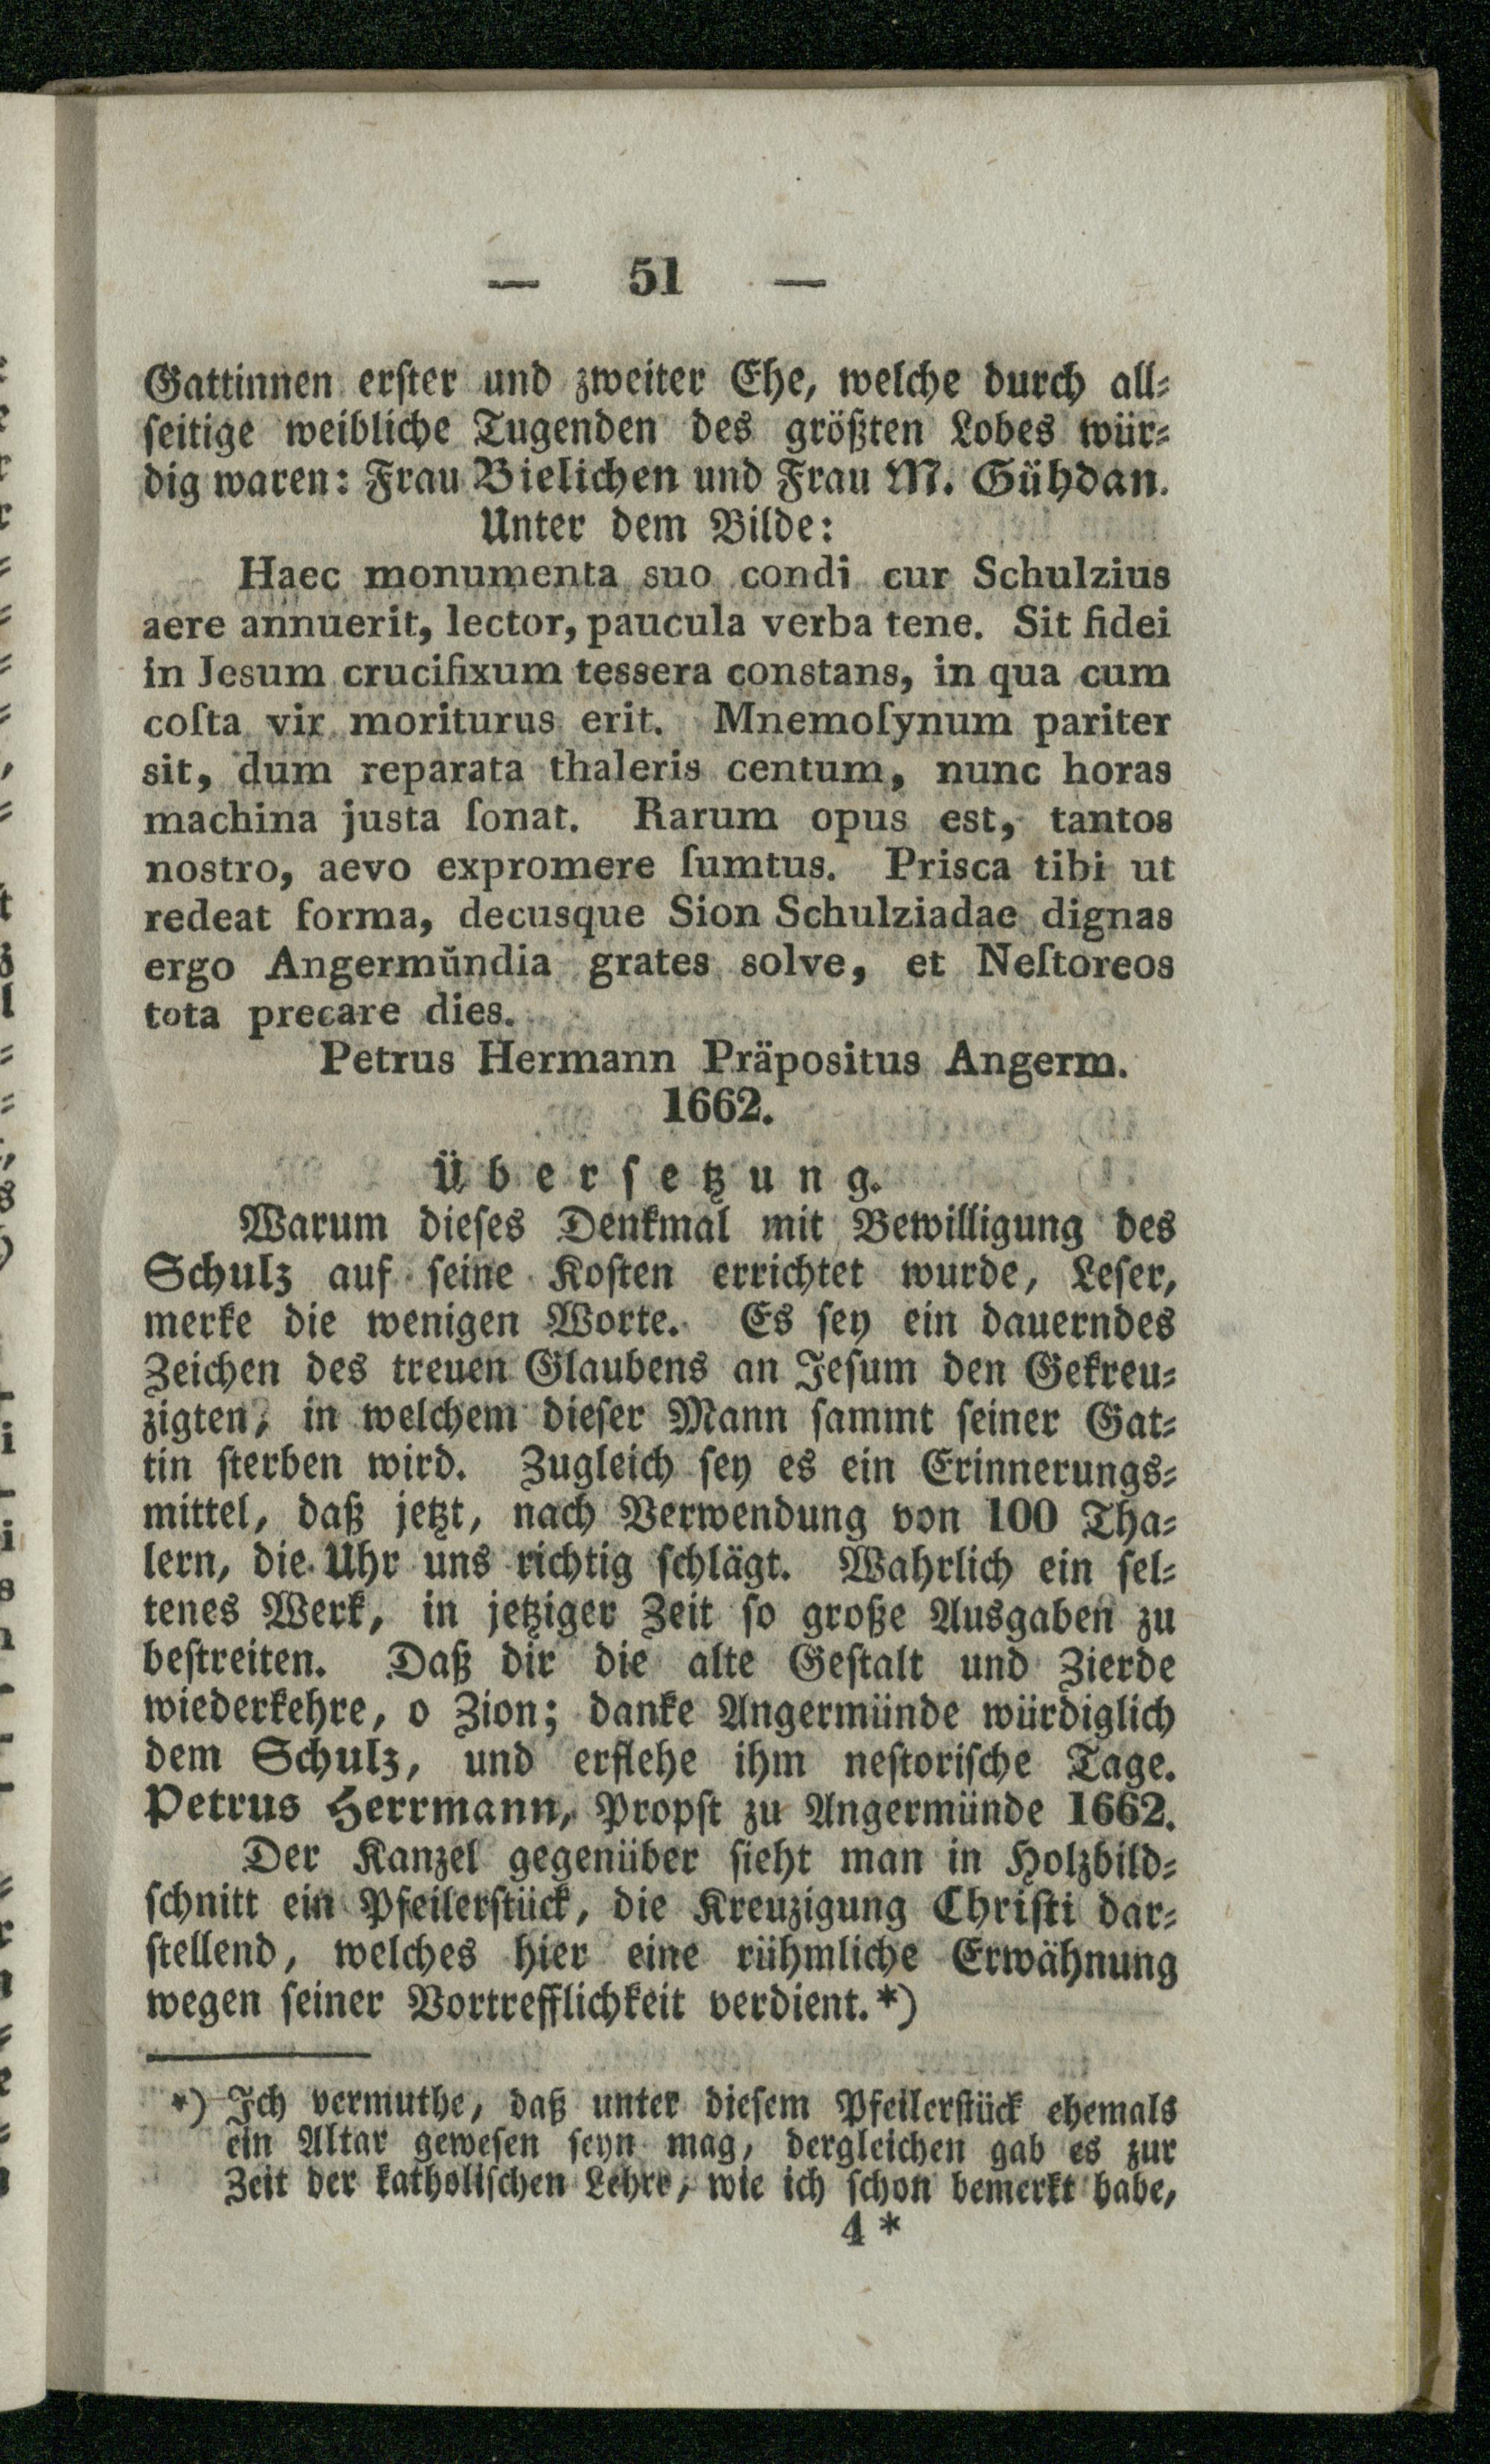 — 51 —
Gattinnen erster und zweiter Ehe, welche durch all-
seitige weibliche Tugenden des größten Lobes wür-
dig waren: Frau Bielichen und Frau M. Gühdan.
Unter dem Bilde:
Haec monumenta suo condi cur Schulzius
aere annuerit, lector, paucula verba tene. Sit fidei
in Jesum crucifixum tessera constans, in qua cum
coſta vir moriturus erit. Mnemoſynum pariter
sit, dum reparata thaleris centum, nunc horas
machina justa ſonat. Rarum opus est, tantos
nostro, aevo expromere ſumtus. Prisca tibi ut
redeat forma, decusque Sion Schulziadae dignas
ergo Angermündia grates solve, et Neſtoreos
tota precare dies.
Petrus Hermann Präpositus Angerm.
1662.
Übersetzung.
Warum dieses Denkmal mit Bewilligung des
Schulz auf seine Kosten errichtet wurde, Leser,
merke die wenigen Worte. Es sey ein dauerndes
Zeichen des treuen Glaubens an Jesum den Gekreu-
zigten, in welchem dieser Mann sammt seiner Gat-
tin sterben wird. Zugleich sey es ein Erinnerungs-
mittel, daß jetzt, nach Verwendung von 100 Tha-
lern, die Uhr uns richtig schlägt. Wahrlich ein sel-
tenes Werk, in jetziger Zeit so große Ausgaben zu
bestreiten. Daß dir die alte Gestalt und Zierde
wiederkehre, o Zion; danke Angermünde würdiglich
dem Schulz, und erflehe ihm nestorische Tage.
Petrus Herrmann, Propst zu Angermünde 1662.
Der Kanzel gegenüber sieht man in Holzbild-
schnitt ein Pfeilerstück, die Kreuzigung Christi dar-
stellend, welches hier eine rühmliche Erwähnung
wegen seiner Vortrefflichkeit verdient.*)
*) Ich vermuthe, daß unter diesem Pfeilerstück ehemals
ein Altar gewesen seyn mag, dergleichen gab es zur
Zeit der katholischen Lehre, wie ich schon bemerkt habe,
4*